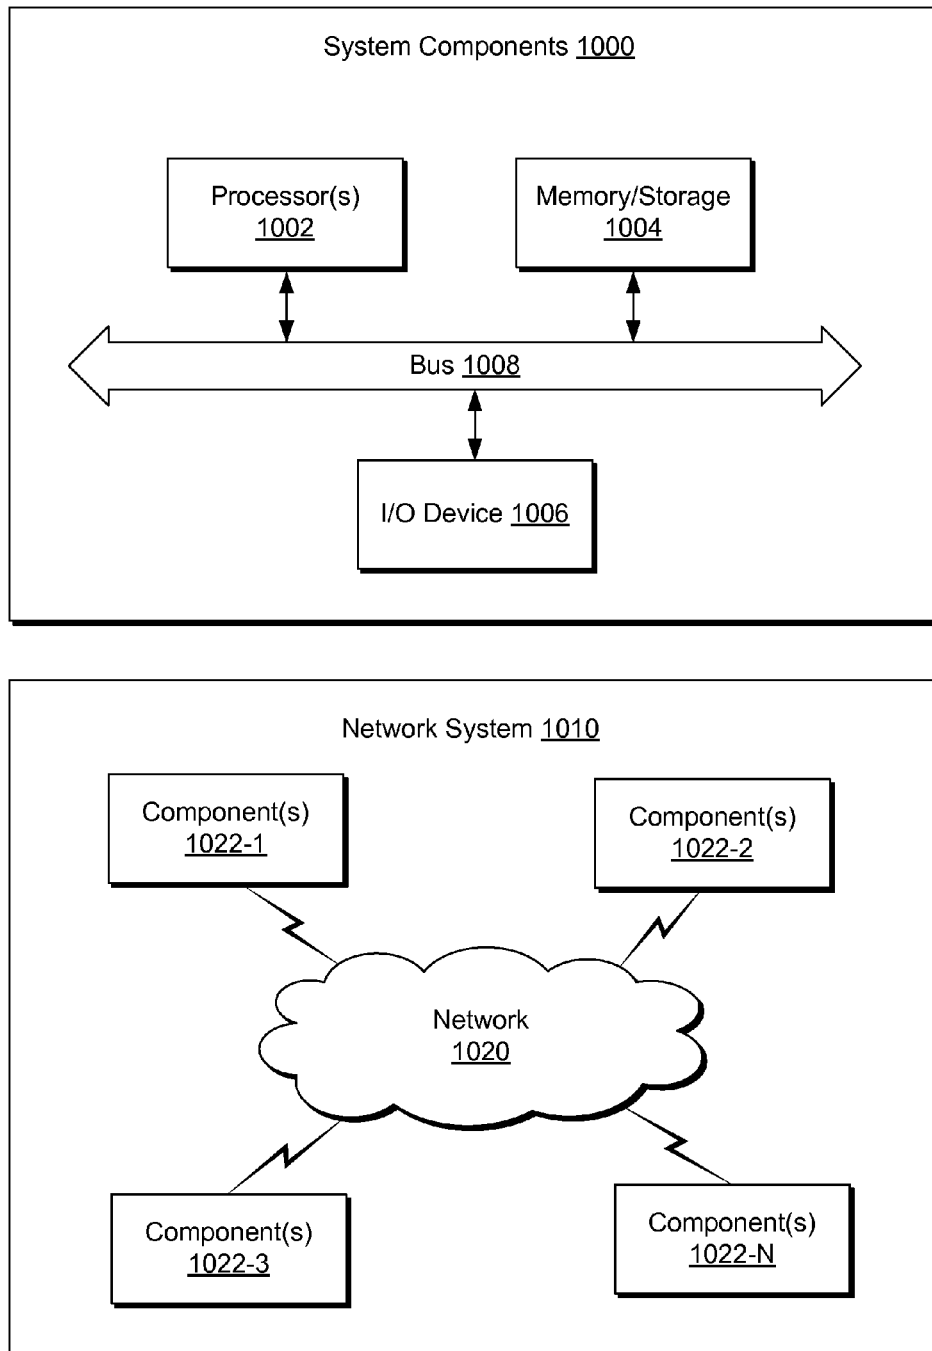 System Components 1000
Processor(s)
1002
Memory/Storage
1004
Bus 1008
I/O Device 1006
Network System 1010
Component(s)
1022-1
Component(s)
1022-2
Network
1020
Component(s)
1022-3
Component(s)
1022-N